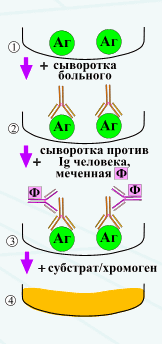 ① Аг Аг
+ сыворотка
больного
② Аг Аг
сыворотка против
+ Ig человека,
меченная Ф
Ф Ф
③ Аг Аг
+ субстрат/хромоген
④